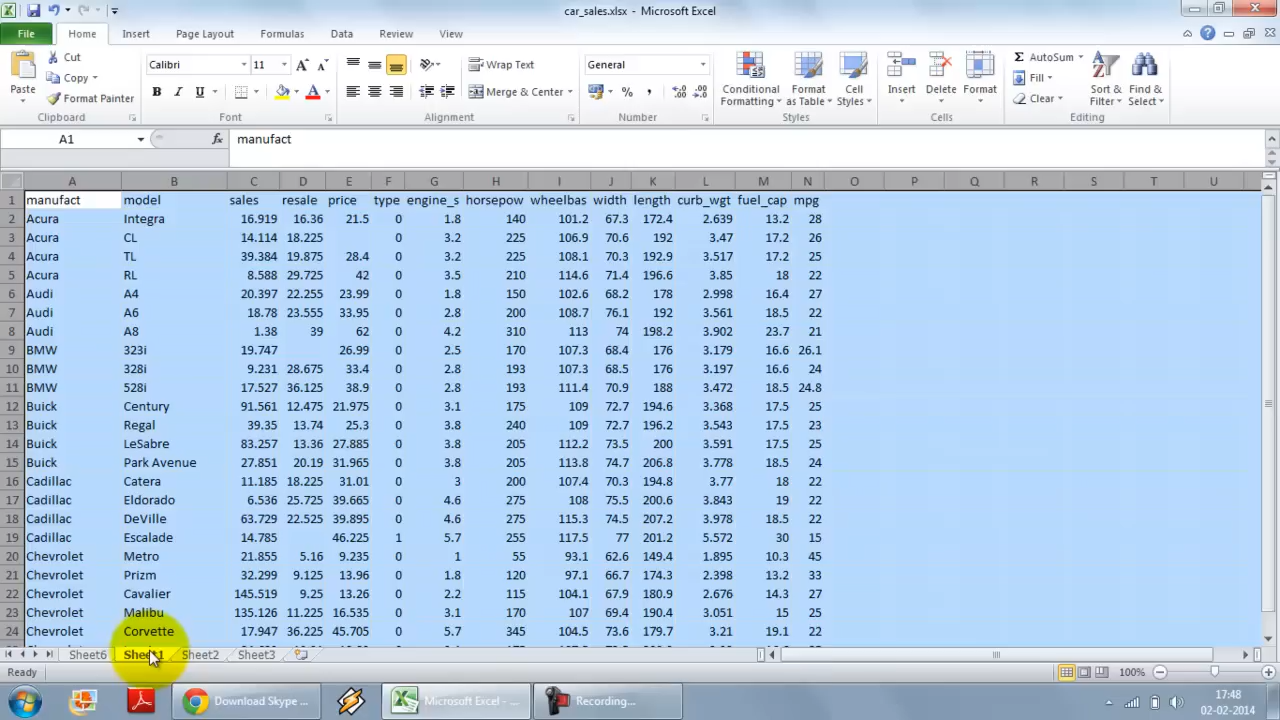 car_sales.xlsx - Microsoft Excel
File Home Insert Page Layout Formulas Data Review View
Cut Calibri 11 Wrap Text General AutoSum
Copy Fill
Paste Format Painter B I U Merge & Center % Conditional Formatting Format as Table Cell Styles Insert Delete Format Clear Sort & Filter Find & Select
Clipboard Font Alignment Number Styles Cells Editing
A1 fx manufact
A B C D E F G H I J K L M N O P Q R S T U
1 manufact model sales resale price type engine_s horsepow wheelbas width length curb_wgt fuel_cap mpg
2 Acura Integra 16.919 16.36 21.5 0 1.8 140 101.2 67.3 172.4 2.639 13.2 28
3 Acura CL 14.114 18.225 0 3.2 225 106.9 70.6 192 3.47 17.2 26
4 Acura TL 39.384 19.875 28.4 0 3.2 225 108.1 70.3 192.9 3.517 17.2 25
5 Acura RL 8.588 29.725 42 0 3.5 210 114.6 71.4 196.6 3.85 18 22
6 Audi A4 20.397 22.255 23.99 0 1.8 150 102.6 68.2 178 2.998 16.4 27
7 Audi A6 18.78 23.555 33.95 0 2.8 200 108.7 76.1 192 3.561 18.5 22
8 Audi A8 1.38 39 62 0 4.2 310 113 74 198.2 3.902 23.7 21
9 BMW 323i 19.747 26.99 0 2.5 170 107.3 68.4 176 3.179 16.6 26.1
10 BMW 328i 9.231 28.675 33.4 0 2.8 193 107.3 68.5 176 3.197 16.6 24
11 BMW 528i 17.527 36.125 38.9 0 2.8 193 111.4 70.9 188 3.472 18.5 24.8
12 Buick Century 91.561 12.475 21.975 0 3.1 175 109 72.7 194.6 3.368 17.5 25
13 Buick Regal 39.35 13.74 25.3 0 3.8 240 109 72.7 196.2 3.543 17.5 23
14 Buick LeSabre 83.257 13.36 27.885 0 3.8 205 112.2 73.5 200 3.591 17.5 25
15 Buick Park Avenue 27.851 20.19 31.965 0 3.8 205 113.8 74.7 206.8 3.778 18.5 24
16 Cadillac Catera 11.185 18.225 31.01 0 3 200 107.4 70.3 194.8 3.77 18 22
17 Cadillac Eldorado 6.536 25.725 39.665 0 4.6 275 108 75.5 200.6 3.843 19 22
18 Cadillac DeVille 63.729 22.525 39.895 0 4.6 275 115.3 74.5 207.2 3.978 18.5 22
19 Cadillac Escalade 14.785 46.225 1 5.7 255 117.5 77 201.2 5.572 30 15
20 Chevrolet Metro 21.855 5.16 9.235 0 1 55 93.1 62.6 149.4 1.895 10.3 45
21 Chevrolet Prizm 32.299 9.125 13.96 0 1.8 120 97.1 66.7 174.3 2.398 13.2 33
22 Chevrolet Cavalier 145.519 9.25 13.26 0 2.2 115 104.1 67.9 180.9 2.676 14.3 27
23 Chevrolet Malibu 135.126 11.225 16.535 0 3.1 170 107 69.4 190.4 3.051 15 25
24 Chevrolet Corvette 17.947 36.225 45.705 0 5.7 345 104.5 73.6 179.7 3.21 19.1 22
Sheet6 Sheet1 Sheet2 Sheet3
Ready 100%
Download Skype ... Microsoft Excel - ... Recording... 17:48
02-02-2014